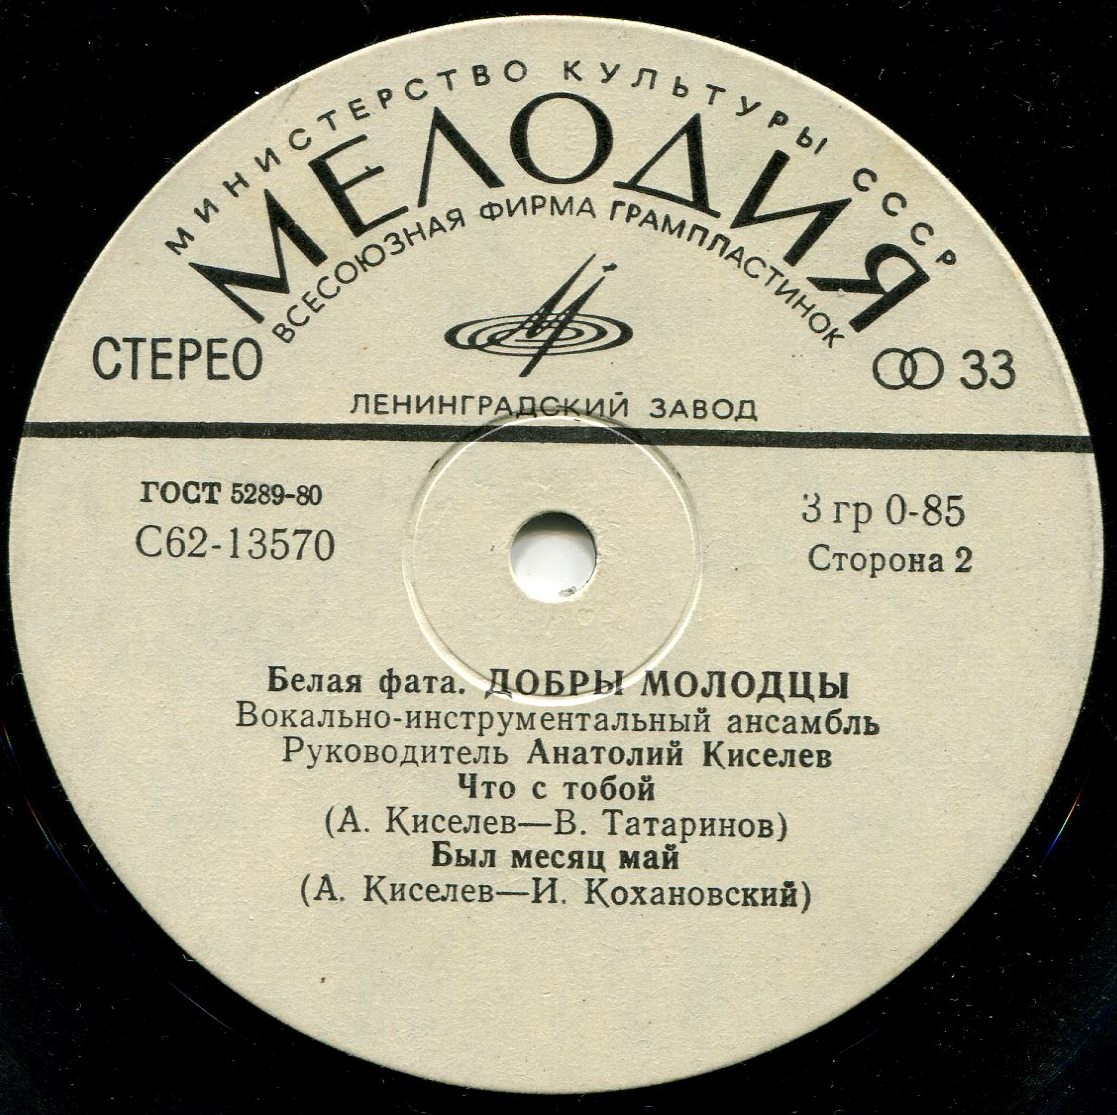 МИНИСТЕРСТВО КУЛЬТУРЫ СССР
МЕЛОДИЯ
ВСЕСОЮЗНАЯ ФИРМА ГРАМПЛАСТИНОК
СТЕРЕО
33
ЛЕНИНГРАДСКИЙ ЗАВОД
ГОСТ 5289-80
С62-13570
3 гр 0-85
Сторона 2
Белая фата. ДОБРЫ МОЛОДЦЫ
Вокально-инструментальный ансамбль
Руководитель Анатолий Киселев
Что с тобой
(А. Киселев—В. Татаринов)
Был месяц май
(А. Киселев—И. Кохановский)